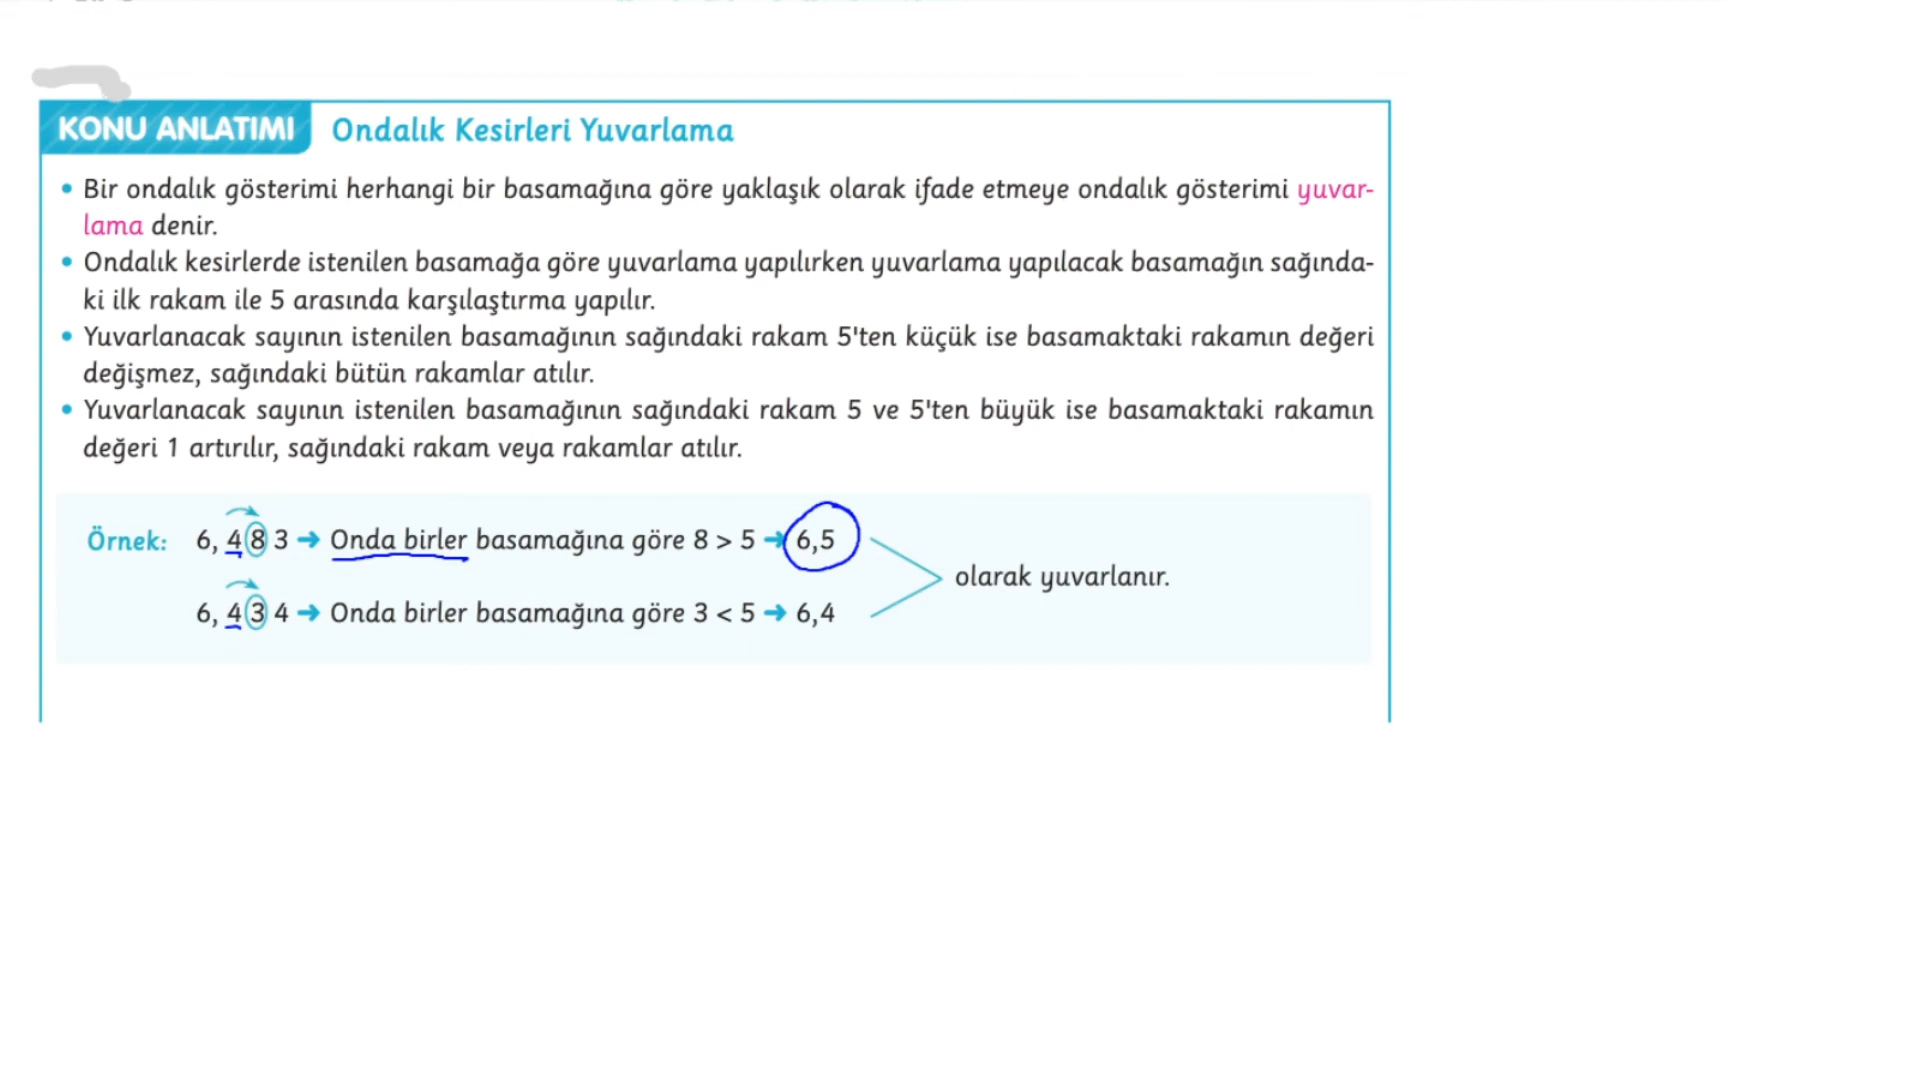 KONU ANLATIMI Ondalık Kesirleri Yuvarlama
• Bir ondalık gösterimi herhangi bir basamağına göre yaklaşık olarak ifade etmeye ondalık gösterimi yuvar-
lama denir.
• Ondalık kesirlerde istenilen basamağa göre yuvarlama yapılırken yuvarlama yapılacak basamağın sağında-
ki ilk rakam ile 5 arasında karşılaştırma yapılır.
• Yuvarlanacak sayının istenilen basamağının sağındaki rakam 5'ten küçük ise basamaktaki rakamın değeri
değişmez, sağındaki bütün rakamlar atılır.
• Yuvarlanacak sayının istenilen basamağının sağındaki rakam 5 ve 5'ten büyük ise basamaktaki rakamın
değeri 1 artırılır, sağındaki rakam veya rakamlar atılır.
Örnek: 6, 4 8 3 ➜ Onda birler basamağına göre 8 > 5 ➜ 6,5
olarak yuvarlanır.
6, 4 3 4 ➜ Onda birler basamağına göre 3 < 5 ➜ 6,4